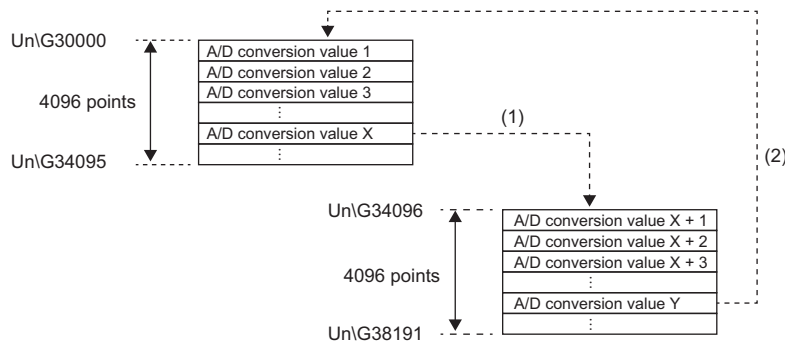 Un\G30000
A/D conversion value 1
A/D conversion value 2
A/D conversion value 3
⋮
A/D conversion value X
⋮
4096 points
Un\G34095
(1)
(2)
Un\G34096
A/D conversion value X + 1
A/D conversion value X + 2
A/D conversion value X + 3
⋮
A/D conversion value Y
⋮
4096 points
Un\G38191